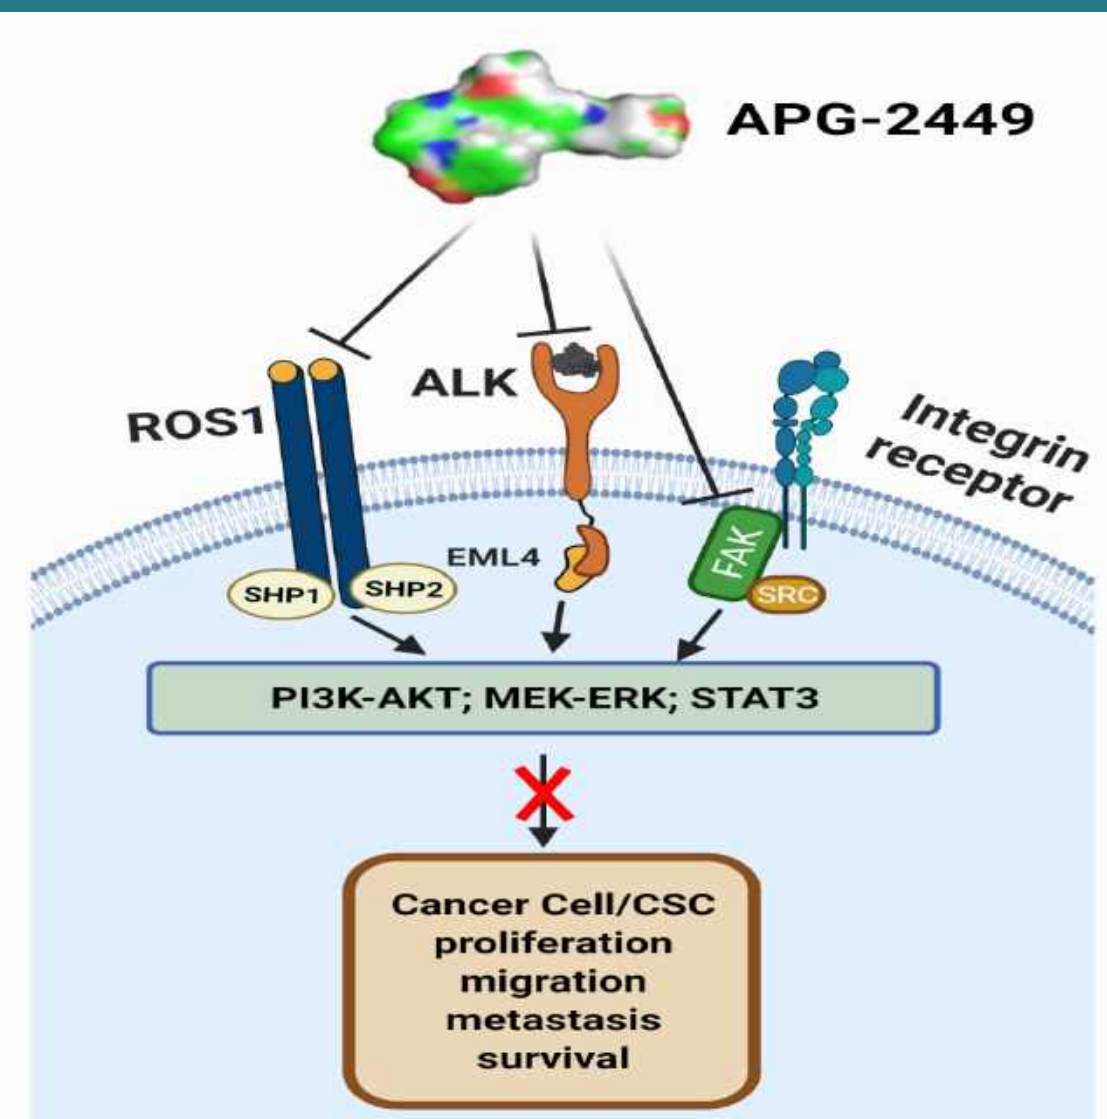 APG-2449
ROS1
ALK
Integrin
receptor
EML4
FAK
SHP1
SHP2
SRC
PI3K-AKT; MEK-ERK; STAT3
Cancer Cell/CSC
proliferation
migration
metastasis
survival